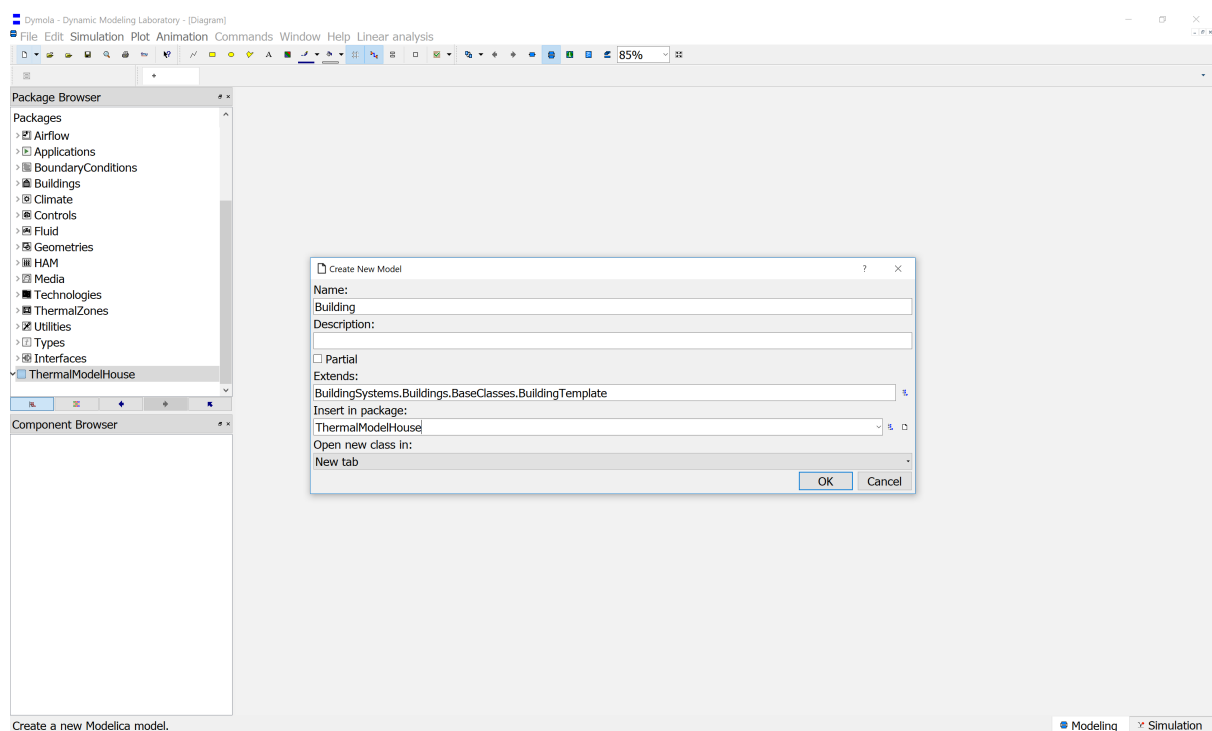 Dymola - Dynamic Modeling Laboratory - [Diagram]
File Edit Simulation Plot Animation Commands Window Help Linear analysis
85%
Package Browser
Packages
Airflow
Applications
BoundaryConditions
Buildings
Climate
Controls
Fluid
Geometries
HAM
Media
Technologies
ThermalZones
Utilities
Types
Interfaces
ThermalModelHouse
Component Browser
Create New Model
Name:
Building
Description:
Partial
Extends:
BuildingSystems.Buildings.BaseClasses.BuildingTemplate
Insert in package:
ThermalModelHouse
Open new class in:
New tab
OK Cancel
Create a new Modelica model.
Modeling Simulation